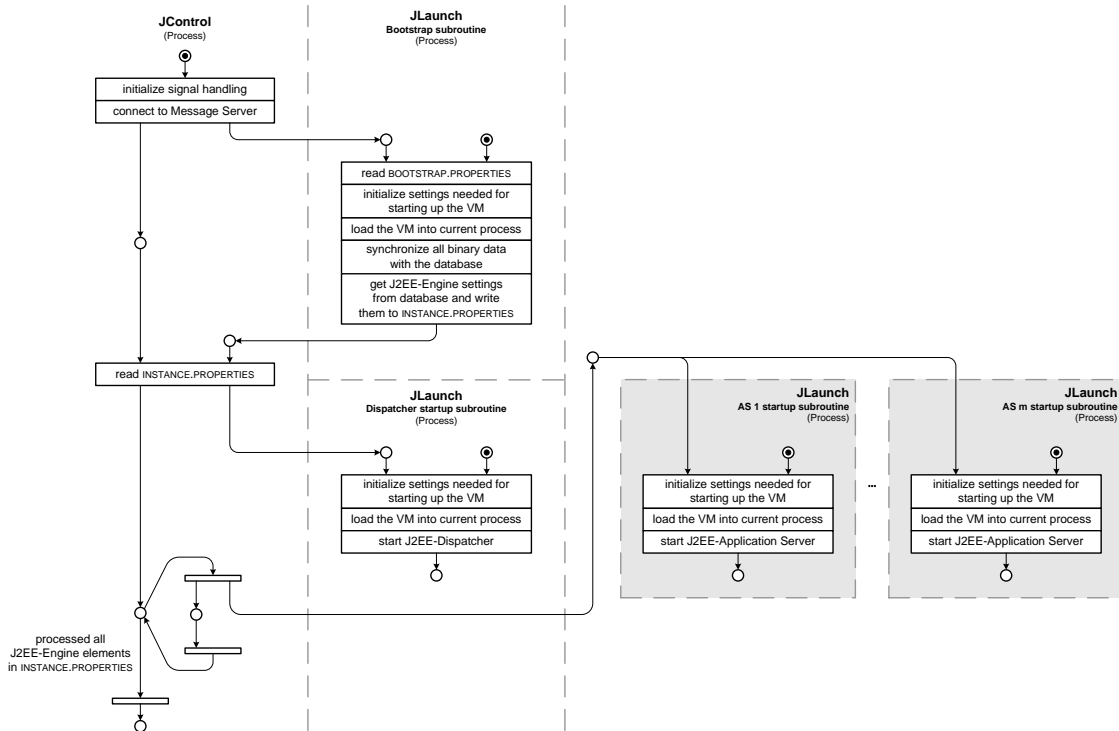 JControl
(Process)
JLaunch
Bootstrap subroutine
(Process)
initialize signal handling
connect to Message Server
read BOOTSTRAP.PROPERTIES
initialize settings needed for
starting up the VM
load the VM into current process
synchronize all binary data
with the database
get J2EE-Engine settings
from database and write
them to INSTANCE.PROPERTIES
read INSTANCE.PROPERTIES
JLaunch
Dispatcher startup subroutine
(Process)
initialize settings needed for
starting up the VM
load the VM into current process
start J2EE-Dispatcher
JLaunch
AS 1 startup subroutine
(Process)
initialize settings needed for
starting up the VM
load the VM into current process
start J2EE-Application Server
...
JLaunch
AS m startup subroutine
(Process)
initialize settings needed for
starting up the VM
load the VM into current process
start J2EE-Application Server
processed all
J2EE-Engine elements
in INSTANCE.PROPERTIES